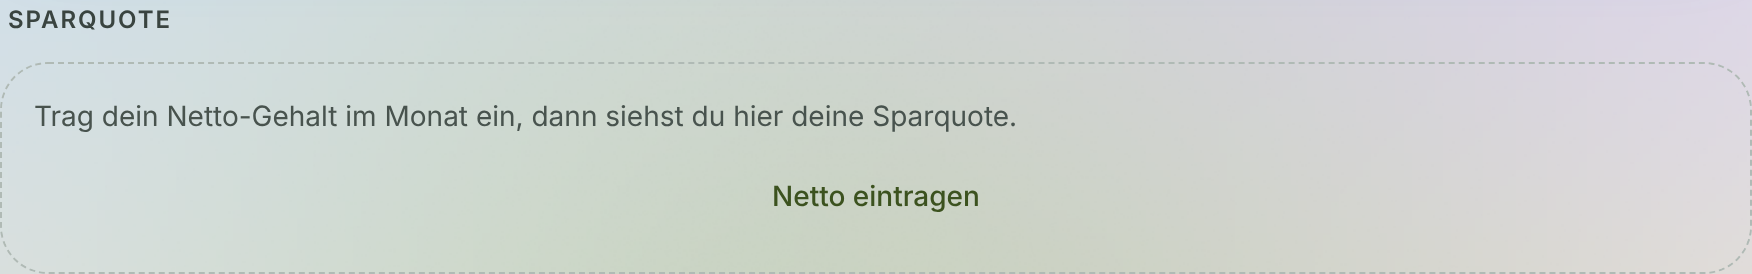 SPARQUOTE
Trag dein Netto-Gehalt im Monat ein, dann siehst du hier deine Sparquote.
Netto eintragen